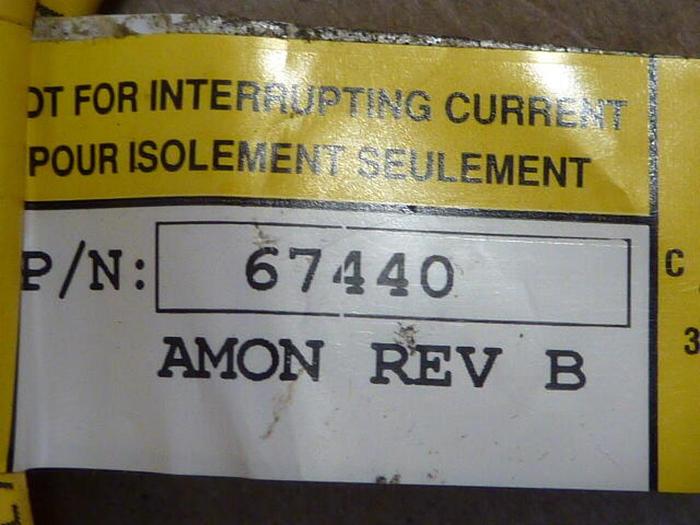 OT FOR INTERRUPTING CURRENT
POUR ISOLEMENT SEULEMENT
P/N: 67440
AMON REV B
C
3